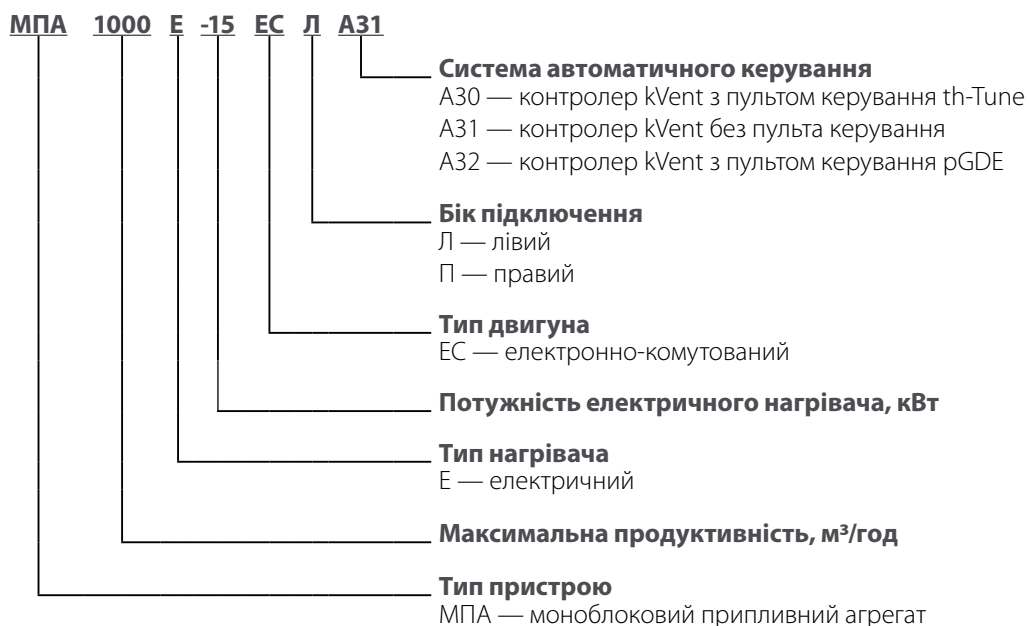 МПА 1000 Е -15 ЕС Л А31
Система автоматичного керування
А30 — контролер kVent з пультом керування th-Tune
А31 — контролер kVent без пульта керування
А32 — контролер kVent з пультом керування pGDE
Бік підключення
Л — лівий
П — правий
Тип двигуна
ЕС — електронно-комутований
Потужність електричного нагрівача, кВт
Тип нагрівача
Е — електричний
Максимальна продуктивність, м³/год
Тип пристрою
МПА — моноблоковий припливний агрегат